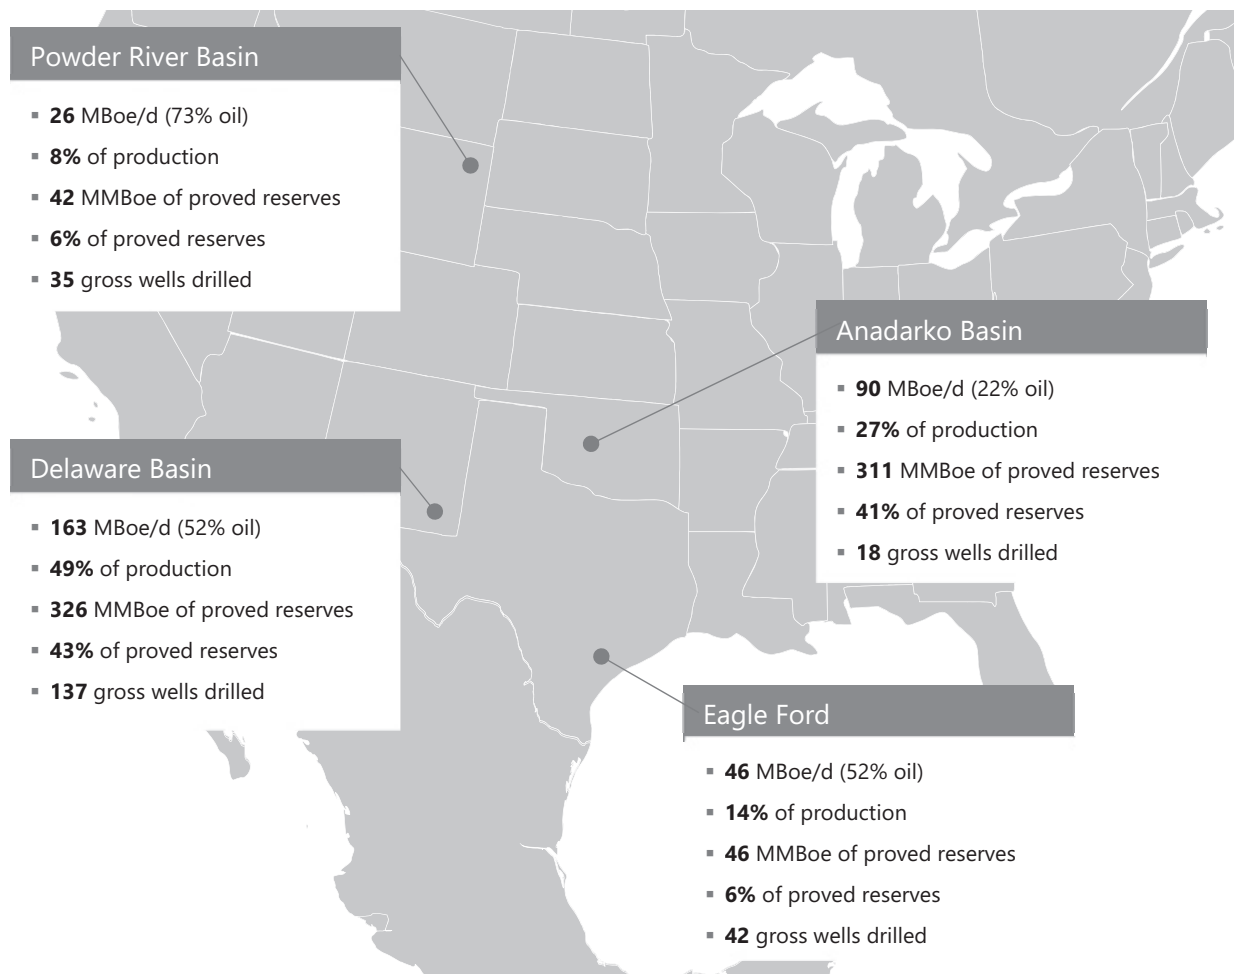 Powder River Basin
▪ 26 MBoe/d (73% oil)
▪ 8% of production
▪ 42 MMBoe of proved reserves
▪ 6% of proved reserves
▪ 35 gross wells drilled
Anadarko Basin
▪ 90 MBoe/d (22% oil)
▪ 27% of production
▪ 311 MMBoe of proved reserves
▪ 41% of proved reserves
▪ 18 gross wells drilled
Delaware Basin
▪ 163 MBoe/d (52% oil)
▪ 49% of production
▪ 326 MMBoe of proved reserves
▪ 43% of proved reserves
▪ 137 gross wells drilled
Eagle Ford
▪ 46 MBoe/d (52% oil)
▪ 14% of production
▪ 46 MMBoe of proved reserves
▪ 6% of proved reserves
▪ 42 gross wells drilled